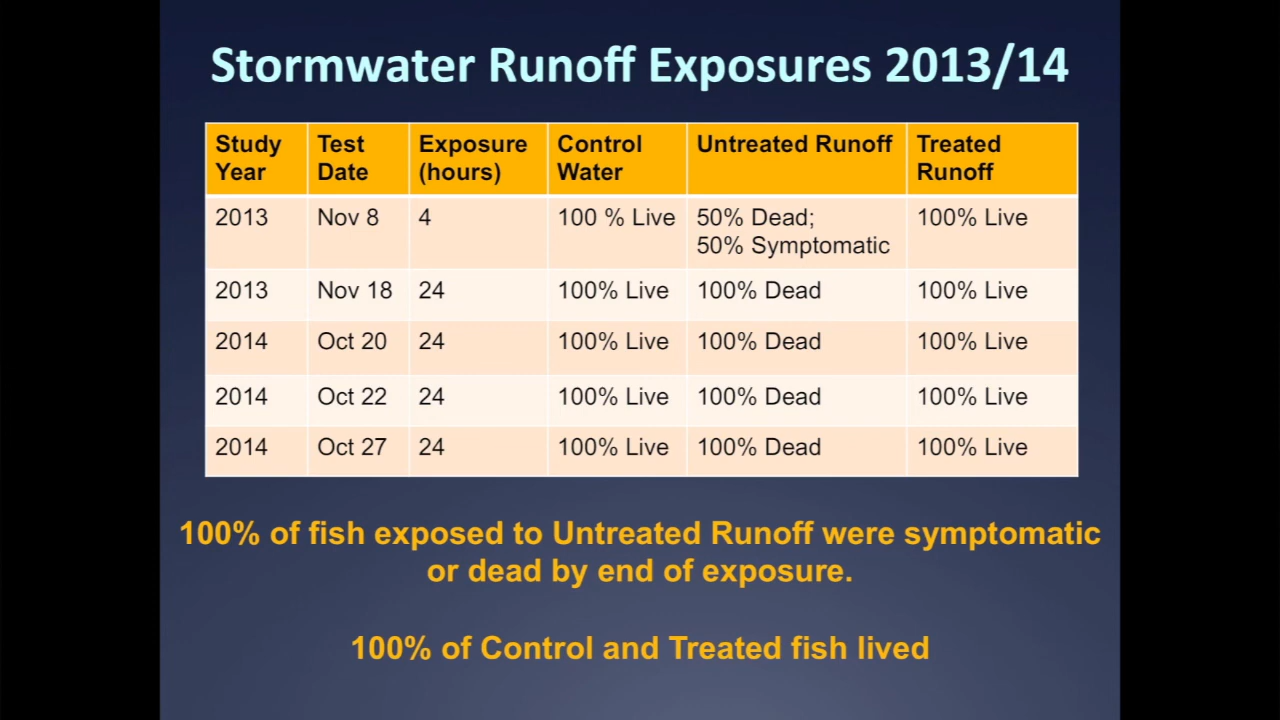 Stormwater Runoff Exposures 2013/14
Study Year Test Date Exposure (hours) Control Water Untreated Runoff Treated Runoff
2013 Nov 8 4 100 % Live 50% Dead; 50% Symptomatic 100% Live
2013 Nov 18 24 100% Live 100% Dead 100% Live
2014 Oct 20 24 100% Live 100% Dead 100% Live
2014 Oct 22 24 100% Live 100% Dead 100% Live
2014 Oct 27 24 100% Live 100% Dead 100% Live
100% of fish exposed to Untreated Runoff were symptomatic
or dead by end of exposure.
100% of Control and Treated fish lived